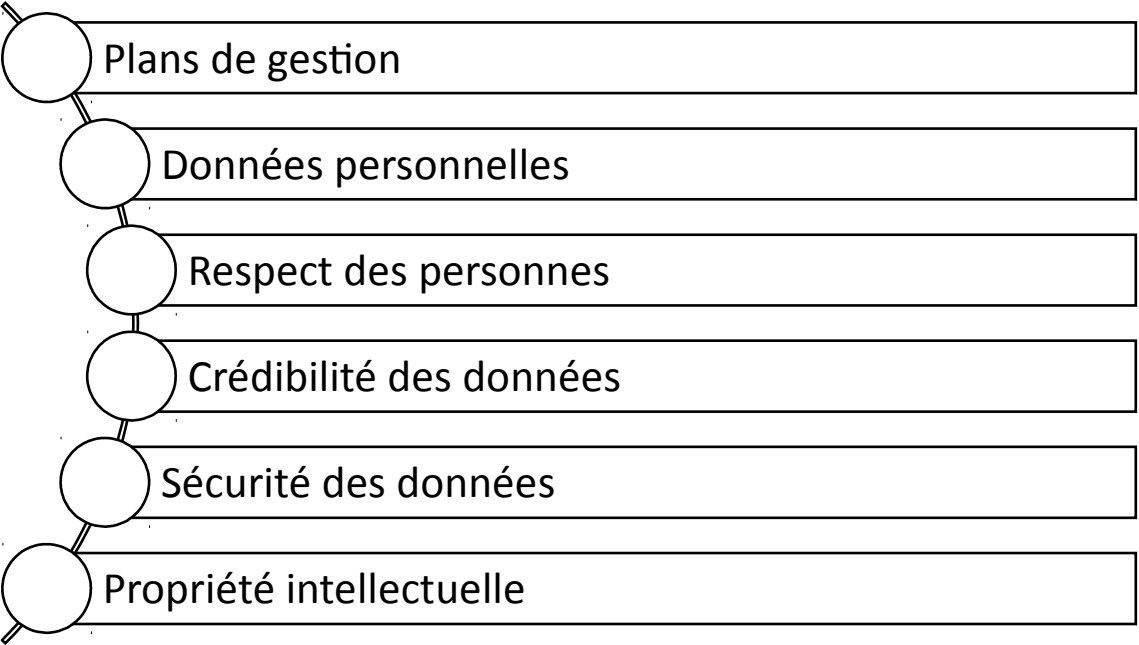 Plans de gestion
Données personnelles
Respect des personnes
Crédibilité des données
Sécurité des données
Propriété intellectuelle